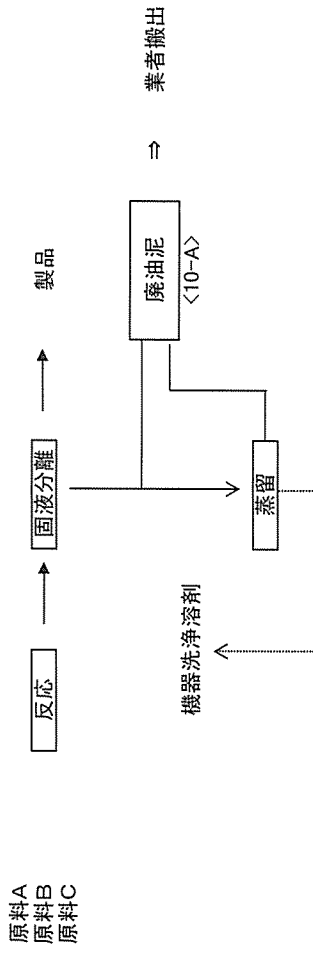 原料A
原料B
原料C
反応
固液分離
製品
機器洗浄溶剤
蒸留
廃油泥
<10-A>
⇒
業者搬出